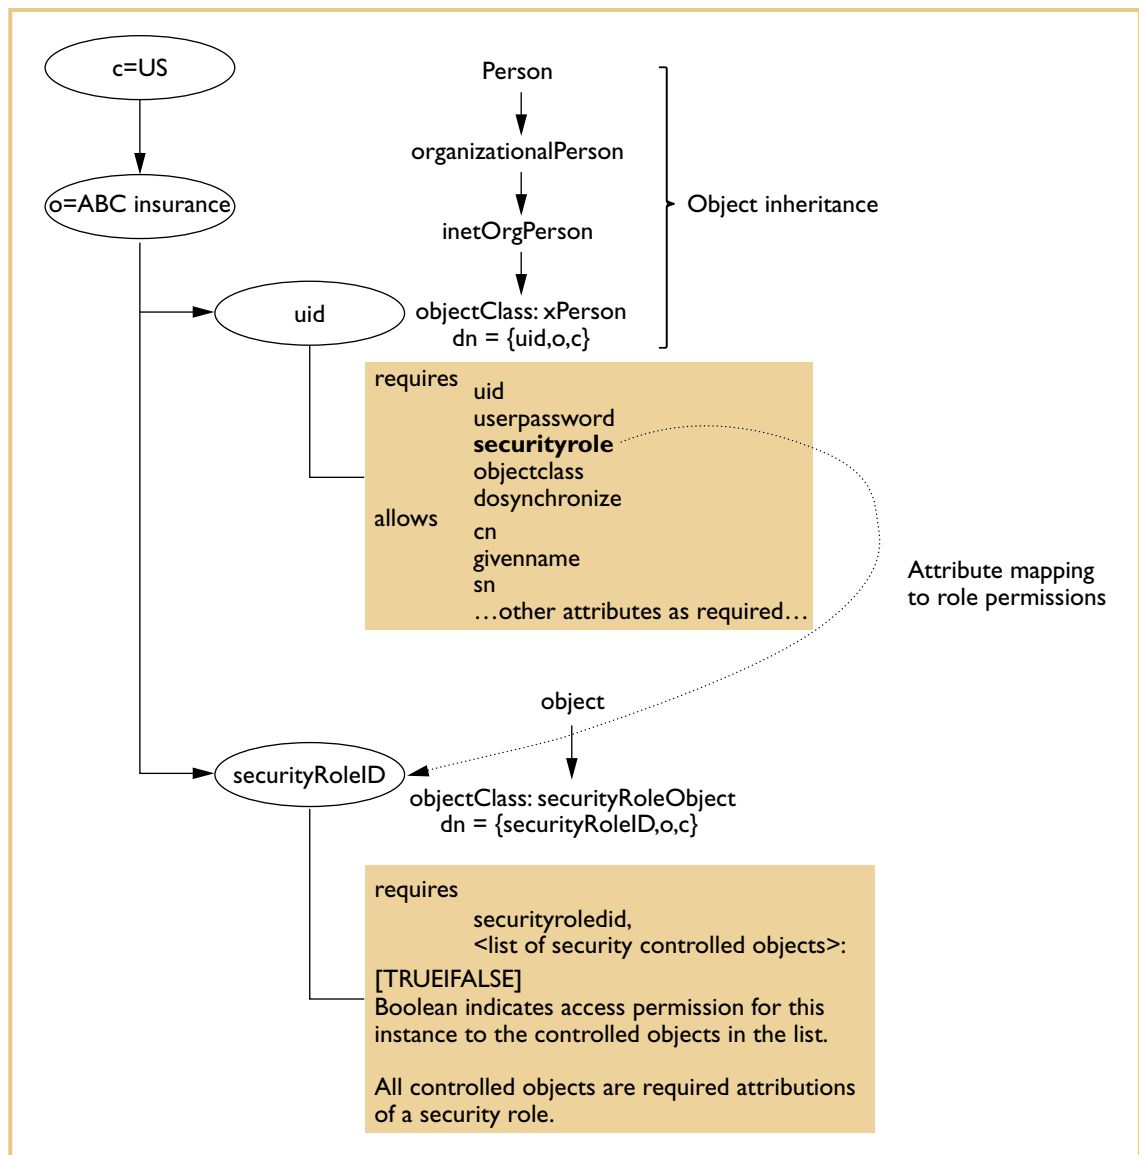 c=US
Person
organizationalPerson
o=ABC insurance
Object inheritance
inetOrgPerson
uid
objectClass: xPerson
dn = {uid,o,c}
requires
uid
userpassword
securityrole
objectclass
dosynchronize
allows
cn
givenname
sn
…other attributes as required…
Attribute mapping
to role permissions
object
securityRoleID
objectClass: securityRoleObject
dn = {securityRoleID,o,c}
requires
securityroledid,
<list of security controlled objects>:
[TRUEIFALSE]
Boolean indicates access permission for this
instance to the controlled objects in the list.
All controlled objects are required attributions
of a security role.